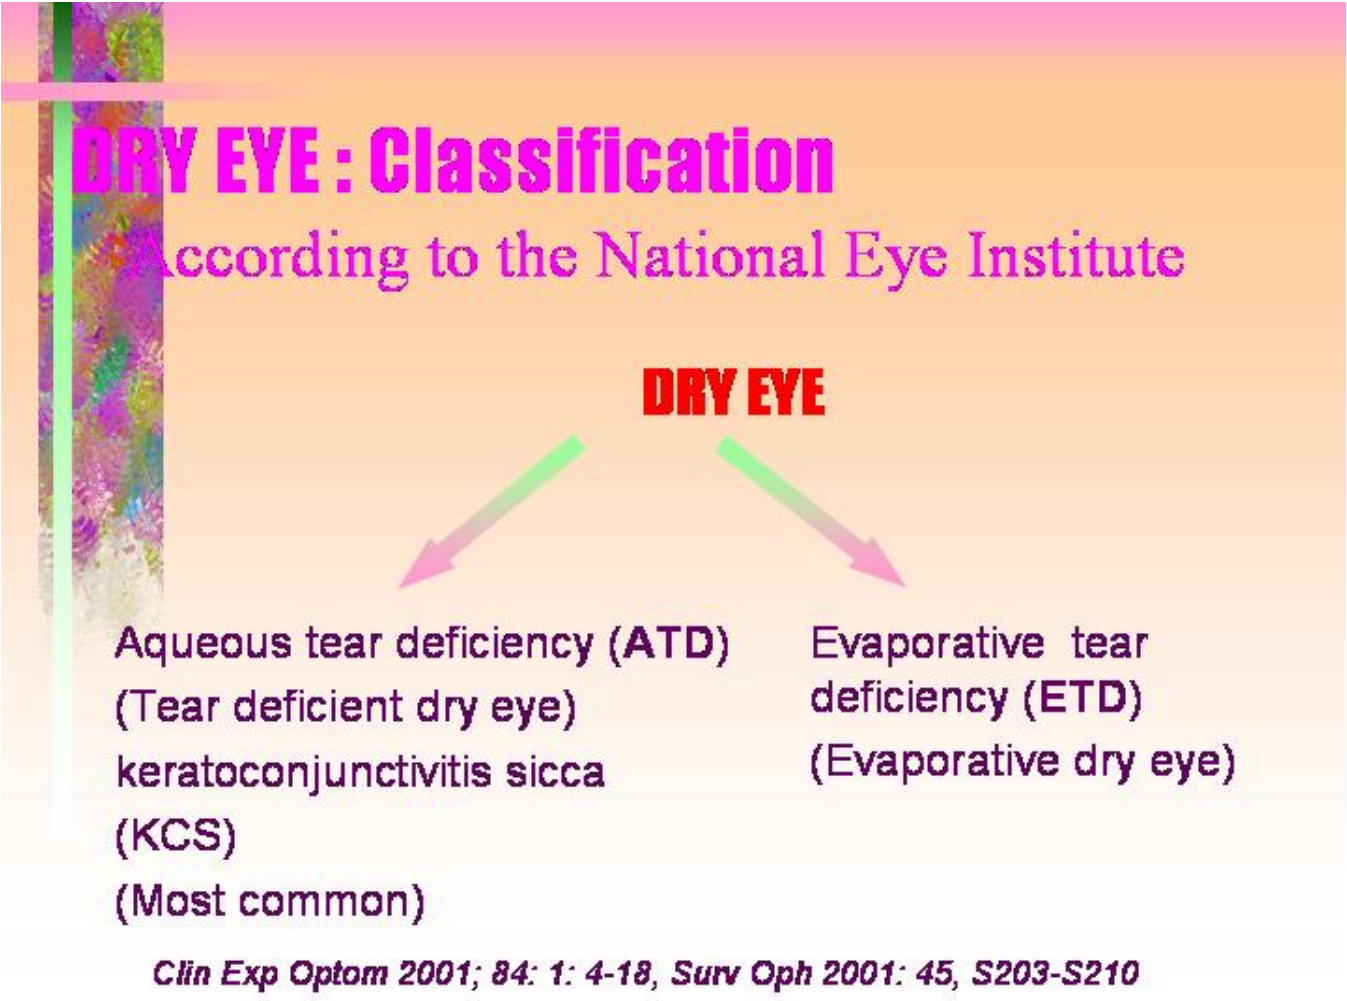 DRY EYE : Classification
According to the National Eye Institute
DRY EYE
Aqueous tear deficiency (ATD)
(Tear deficient dry eye)
keratoconjunctivitis sicca
(KCS)
(Most common)
Evaporative tear
deficiency (ETD)
(Evaporative dry eye)
Clin Exp Optom 2001; 84: 1: 4-18, Surv Oph 2001: 45, S203-S210